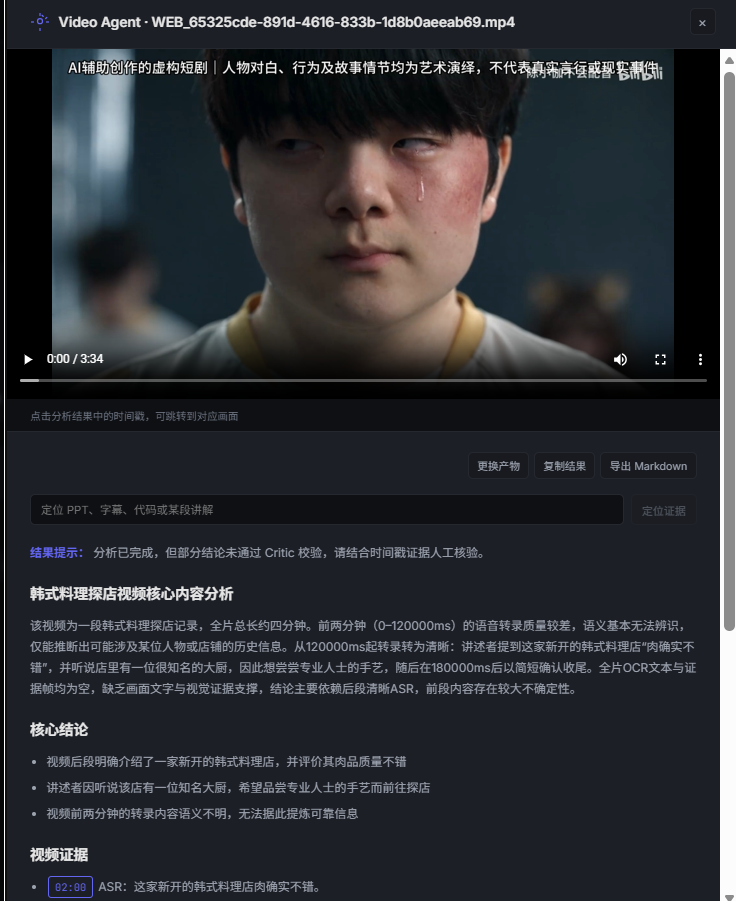 Video Agent · WEB_65325cde-891d-4616-833b-1d8b0aeeab69.mp4
×
AI辅助创作的虚构短剧｜人物对白、行为及故事情节均为艺术演绎，不代表真实言行或现实事件
bilibili
0:00 / 3:34
点击分析结果中的时间戳，可跳转到对应画面
更换产物 复制结果 导出 Markdown
定位 PPT、字幕、代码或某段讲解 定位证据
结果提示： 分析已完成，但部分结论未通过 Critic 校验，请结合时间戳证据人工核验。
韩式料理探店视频核心内容分析
该视频为一段韩式料理探店记录，全片总长约四分钟。前两分钟（0–120000ms）的语音转录质量较差，语义基本无法辨识，
仅能推断出可能涉及某位人物或店铺的历史信息。从120000ms起转录转为清晰：讲述者提到这家新开的韩式料理店“肉确实不
错”，并听说店里有一位很知名的大厨，因此想尝尝专业人士的手艺，随后在180000ms后以简短确认收尾。全片OCR文本与证
据帧均为空，缺乏画面文字与视觉证据支撑，结论主要依赖后段清晰ASR，前段内容存在较大不确定性。
核心结论
• 视频后段明确介绍了一家新开的韩式料理店，并评价其肉品质量不错
• 讲述者因听说该店有一位知名大厨，希望品尝专业人士的手艺而前往探店
• 视频前两分钟的转录内容语义不明，无法据此提炼可靠信息
视频证据
• 02:00 ASR：这家新开的韩式料理店肉确实不错。